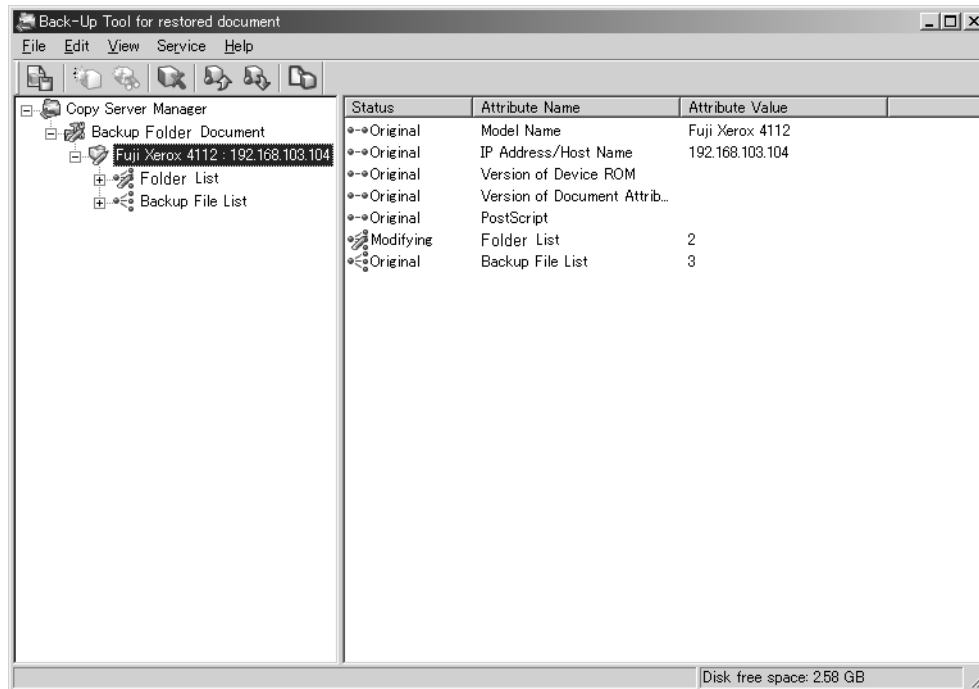 Back-Up Tool for restored document
File Edit View Service Help
Copy Server Manager
Backup Folder Document
Fuji Xerox 4112 : 192.168.103.104
Folder List
Backup File List
Status Attribute Name Attribute Value
Original Model Name Fuji Xerox 4112
Original IP Address/Host Name 192.168.103.104
Original Version of Device ROM
Original Version of Document Attrib...
Original PostScript
Modifying Folder List 2
Original Backup File List 3
Disk free space: 2.58 GB